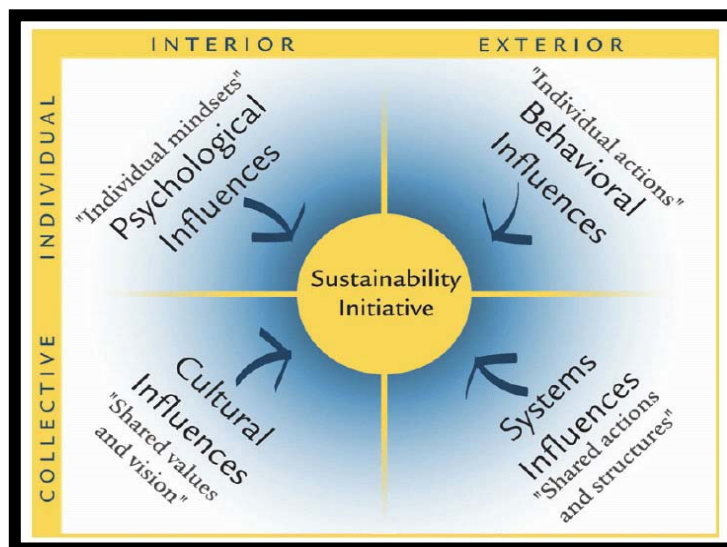 INTERIOR
EXTERIOR
INDIVIDUAL
COLLECTIVE
"Individual mindsets"
Psychological
Influences
"Individual actions"
Behavioral
Influences
Sustainability
Initiative
Cultural
Influences
"Shared values
and vision"
Systems
Influences
"Shared actions
and structures"